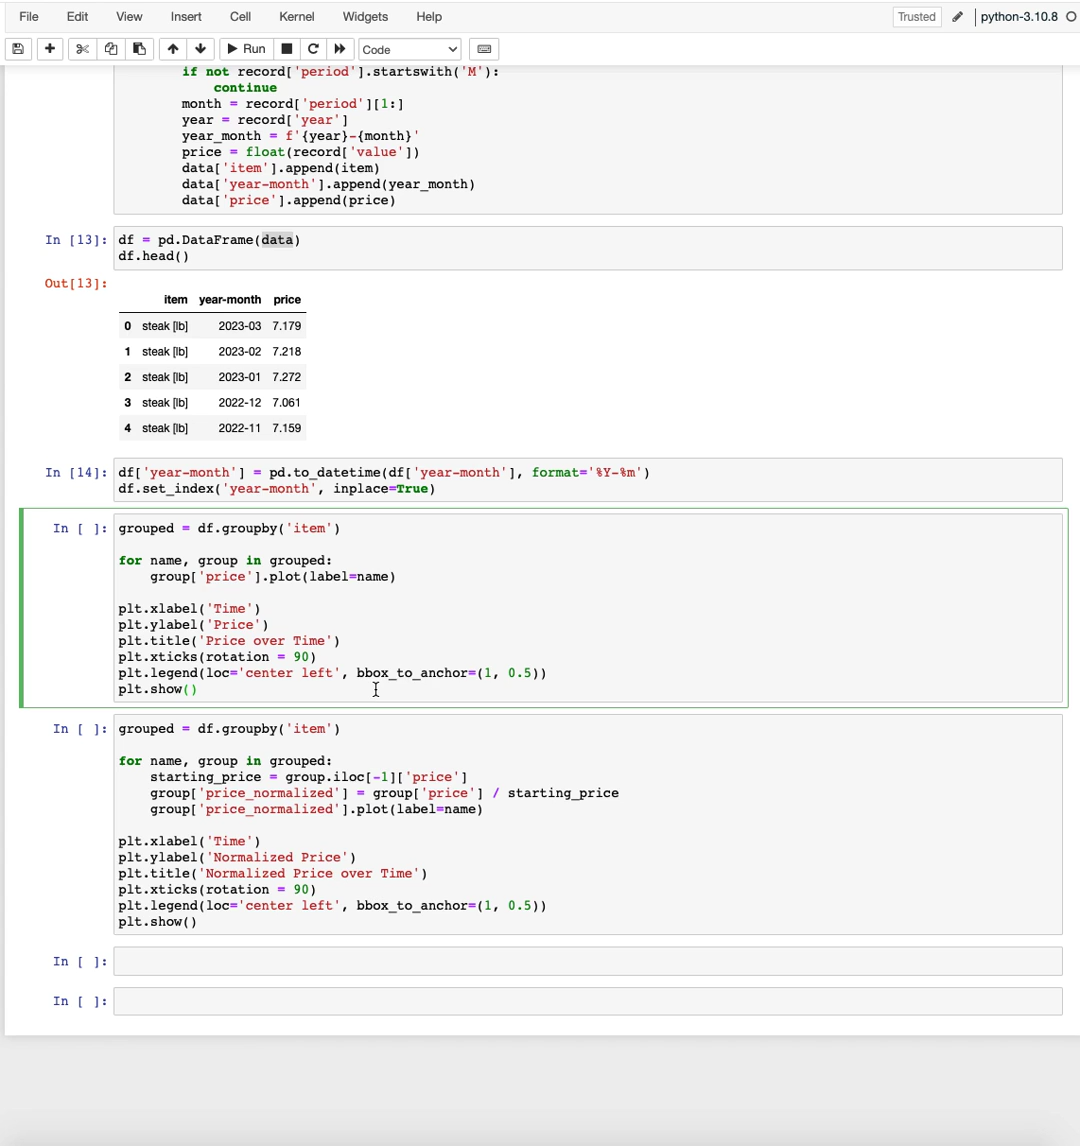 File Edit View Insert Cell Kernel Widgets Help Trusted python-3.10.8
Run Code
if not record['period'].startswith('M'):
continue
month = record['period'][1:]
year = record['year']
year_month = f'{year}-{month}'
price = float(record['value'])
data['item'].append(item)
data['year-month'].append(year_month)
data['price'].append(price)
In [13]: df = pd.DataFrame(data)
df.head()
Out[13]:
item year-month price
0 steak [lb] 2023-03 7.179
1 steak [lb] 2023-02 7.218
2 steak [lb] 2023-01 7.272
3 steak [lb] 2022-12 7.061
4 steak [lb] 2022-11 7.159
In [14]: df['year-month'] = pd.to_datetime(df['year-month'], format='%Y-%m')
df.set_index('year-month', inplace=True)
In [ ]: grouped = df.groupby('item')
for name, group in grouped:
group['price'].plot(label=name)
plt.xlabel('Time')
plt.ylabel('Price')
plt.title('Price over Time')
plt.xticks(rotation = 90)
plt.legend(loc='center left', bbox_to_anchor=(1, 0.5))
plt.show()
In [ ]: grouped = df.groupby('item')
for name, group in grouped:
starting_price = group.iloc[-1]['price']
group['price_normalized'] = group['price'] / starting_price
group['price_normalized'].plot(label=name)
plt.xlabel('Time')
plt.ylabel('Normalized Price')
plt.title('Normalized Price over Time')
plt.xticks(rotation = 90)
plt.legend(loc='center left', bbox_to_anchor=(1, 0.5))
plt.show()
In [ ]:
In [ ]: